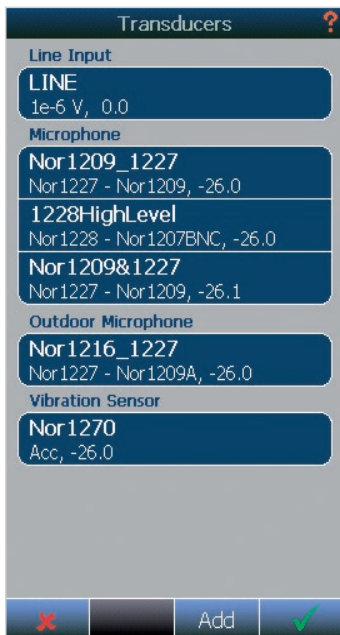 Transducers ?
Line Input
LINE
1e-6 V, 0.0
Microphone
Nor1209_1227
Nor1227 - Nor1209, -26.0
1228HighLevel
Nor1228 - Nor1207BNC, -26.0
Nor1209&1227
Nor1227 - Nor1209, -26.1
Outdoor Microphone
Nor1216_1227
Nor1227 - Nor1209A, -26.0
Vibration Sensor
Nor1270
Acc, -26.0
Add